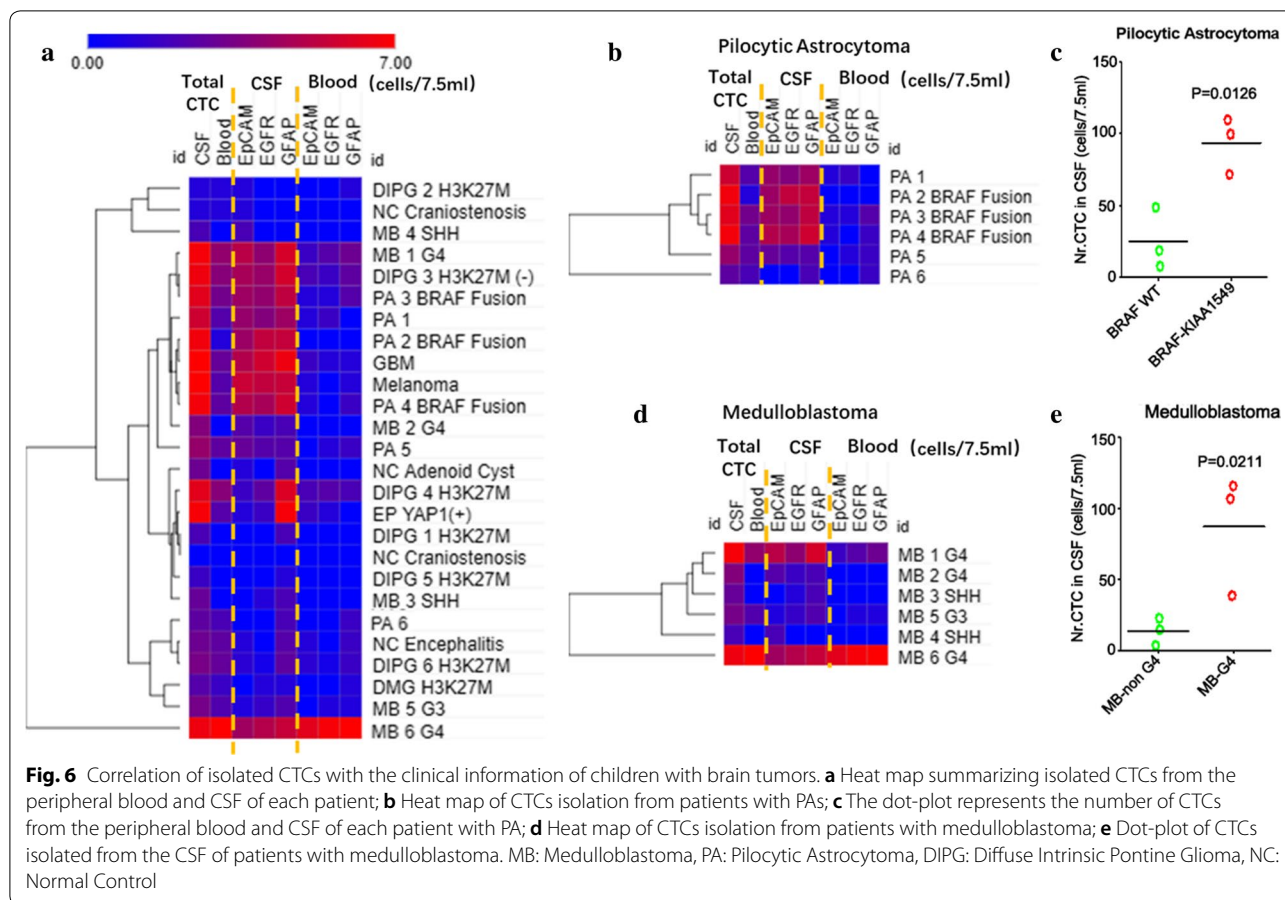 a
0.00 7.00
Total CTC CSF Blood (cells/7.5ml)
id CSF Blood EpCAM EGFR GFAP EpCAM EGFR GFAP id
DIPG 2 H3K27M
NC Craniostenosis
MB 4 SHH
MB 1 G4
DIPG 3 H3K27M (-)
PA 3 BRAF Fusion
PA 1
PA 2 BRAF Fusion
GBM
Melanoma
PA 4 BRAF Fusion
MB 2 G4
PA 5
NC Adenoid Cyst
DIPG 4 H3K27M
EP YAP1(+)
DIPG 1 H3K27M
NC Craniostenosis
DIPG 5 H3K27M
MB 3 SHH
PA 6
NC Encephalitis
DIPG 6 H3K27M
DMG H3K27M
MB 5 G3
MB 6 G4
b
Pilocytic Astrocytoma
Total CTC CSF Blood (cells/7.5ml)
id CSF Blood EpCAM EGFR GFAP EpCAM EGFR GFAP id
PA 1
PA 2 BRAF Fusion
PA 3 BRAF Fusion
PA 4 BRAF Fusion
PA 5
PA 6
c
Pilocytic Astrocytoma
Nr.CTC in CSF (cells/7.5ml)
150
100
50
0
P=0.0126
BRAF WT
BRAF-KIAA1549
d
Medulloblastoma
Total CTC CSF Blood (cells/7.5ml)
id CSF Blood EpCAM EGFR GFAP EpCAM EGFR GFAP id
MB 1 G4
MB 2 G4
MB 3 SHH
MB 5 G3
MB 4 SHH
MB 6 G4
e
Medulloblastoma
Nr.CTC in CSF (cells/7.5ml)
150
100
50
0
P=0.0211
MB-non G4
MB-G4
Fig. 6 Correlation of isolated CTCs with the clinical information of children with brain tumors. a Heat map summarizing isolated CTCs from the
peripheral blood and CSF of each patient; b Heat map of CTCs isolation from patients with PAs; c The dot-plot represents the number of CTCs
from the peripheral blood and CSF of each patient with PA; d Heat map of CTCs isolation from patients with medulloblastoma; e Dot-plot of CTCs
isolated from the CSF of patients with medulloblastoma. MB: Medulloblastoma, PA: Pilocytic Astrocytoma, DIPG: Diffuse Intrinsic Pontine Glioma, NC:
Normal Control